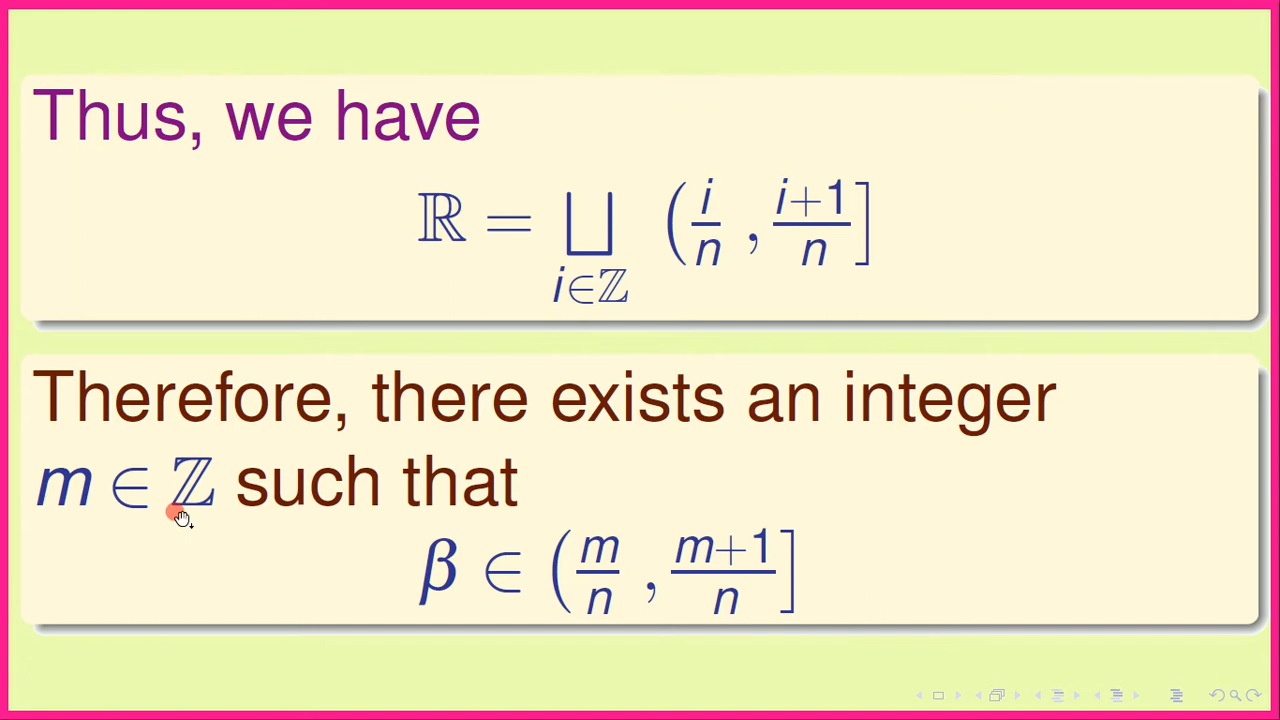 Thus, we have
ℝ = ⨆_{i∈ℤ} (i/n , i+1/n]
Therefore, there exists an integer
m ∈ ℤ such that
β ∈ (m/n , m+1/n]